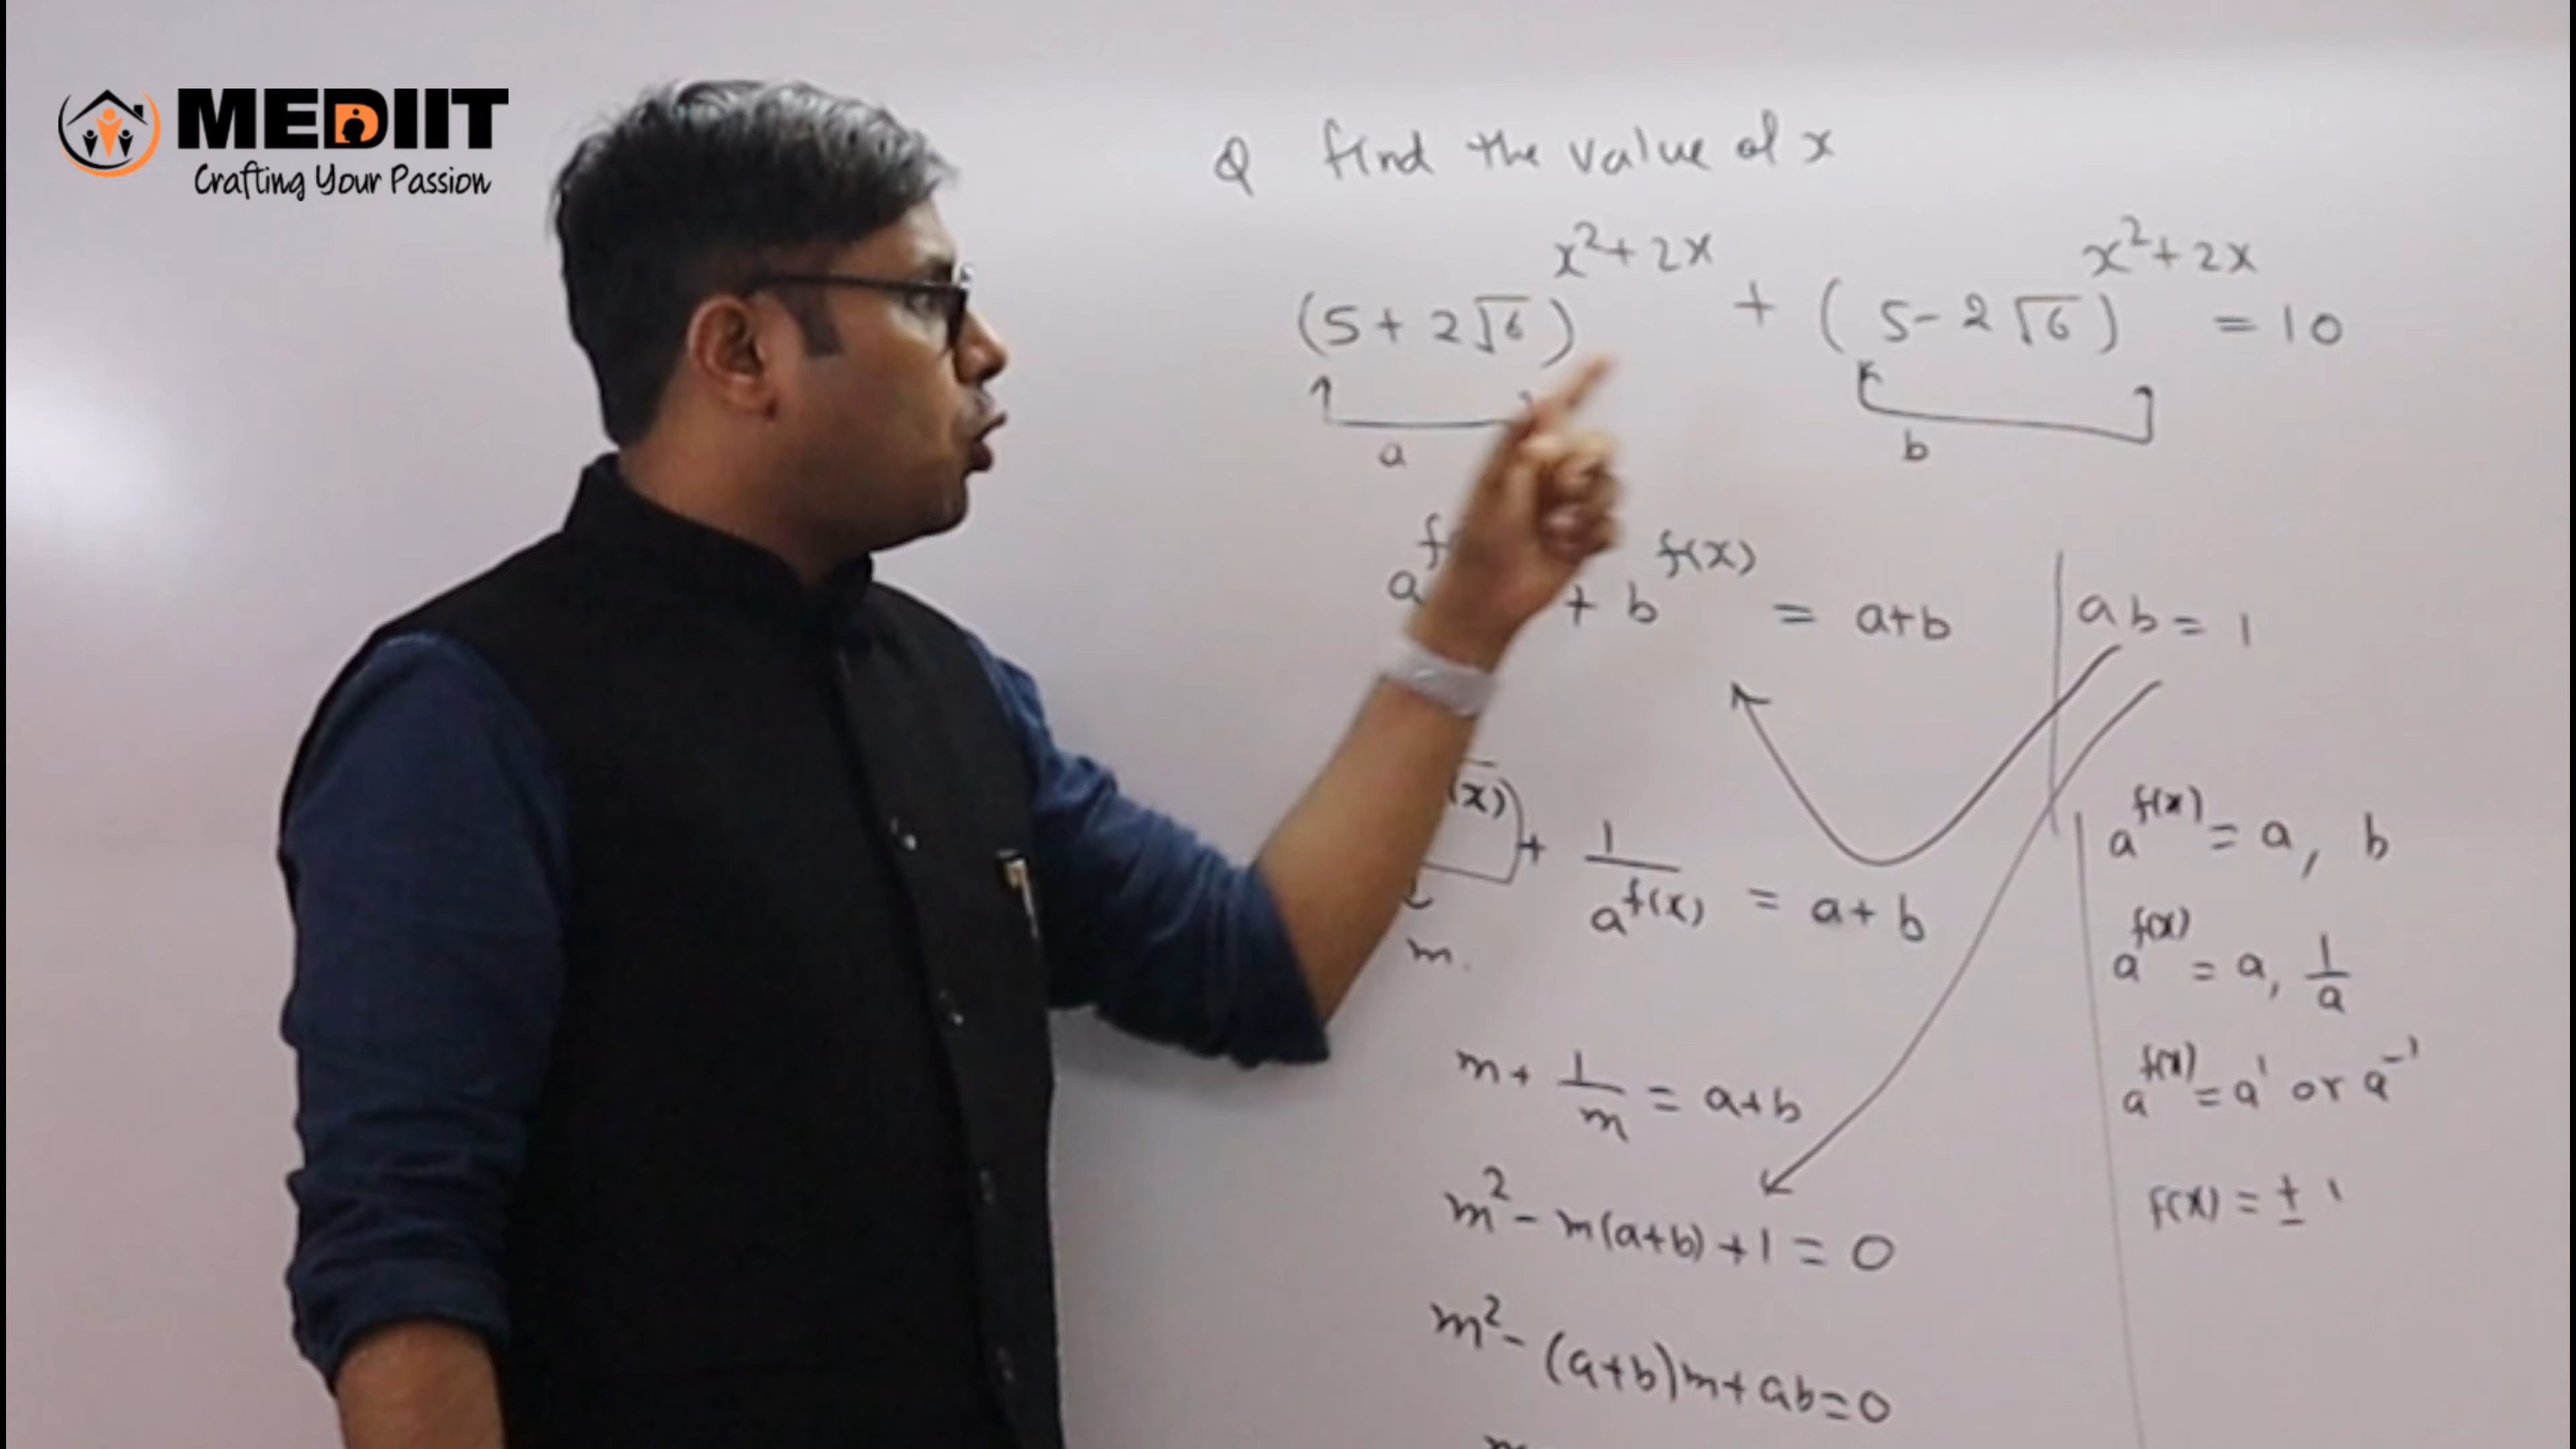 MEDIIT
Crafting Your Passion
Q find the value of x
(5 + 2√6)^(x²+2x) + (5 - 2√6)^(x²+2x) = 10
a b
a^f + b^f(x) = a+b | ab = 1
(x) + 1/a^f(x) = a + b
m.
m + 1/m = a+b
m² - m(a+b) + 1 = 0
m² - (a+b)m + ab = 0
a^f(x) = a, b
a^f(x) = a, 1/a
a^f(x) = a¹ or a⁻¹
f(x) = ± 1